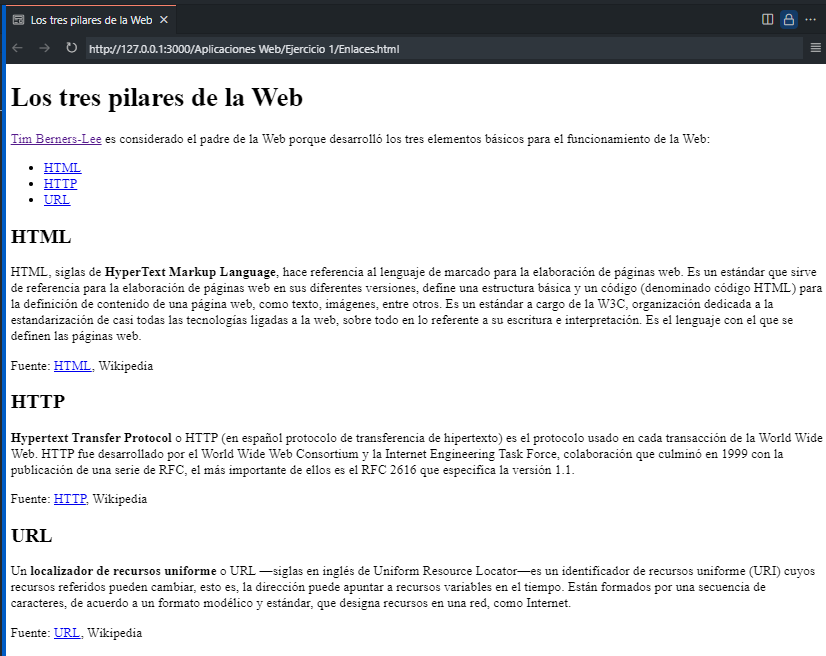 Los tres pilares de la Web
http://127.0.0.1:3000/Aplicaciones Web/Ejercicio 1/Enlaces.html
Los tres pilares de la Web
Tim Berners-Lee es considerado el padre de la Web porque desarrolló los tres elementos básicos para el funcionamiento de la Web:
HTML
HTTP
URL
HTML
HTML, siglas de HyperText Markup Language, hace referencia al lenguaje de marcado para la elaboración de páginas web. Es un estándar que sirve
de referencia para la elaboración de páginas web en sus diferentes versiones, define una estructura básica y un código (denominado código HTML) para
la definición de contenido de una página web, como texto, imágenes, entre otros. Es un estándar a cargo de la W3C, organización dedicada a la
estandarización de casi todas las tecnologías ligadas a la web, sobre todo en lo referente a su escritura e interpretación. Es el lenguaje con el que se
definen las páginas web.
Fuente: HTML, Wikipedia
HTTP
Hypertext Transfer Protocol o HTTP (en español protocolo de transferencia de hipertexto) es el protocolo usado en cada transacción de la World Wide
Web. HTTP fue desarrollado por el World Wide Web Consortium y la Internet Engineering Task Force, colaboración que culminó en 1999 con la
publicación de una serie de RFC, el más importante de ellos es el RFC 2616 que especifica la versión 1.1.
Fuente: HTTP, Wikipedia
URL
Un localizador de recursos uniforme o URL —siglas en inglés de Uniform Resource Locator—es un identificador de recursos uniforme (URI) cuyos
recursos referidos pueden cambiar, esto es, la dirección puede apuntar a recursos variables en el tiempo. Están formados por una secuencia de
caracteres, de acuerdo a un formato modélico y estándar, que designa recursos en una red, como Internet.
Fuente: URL, Wikipedia